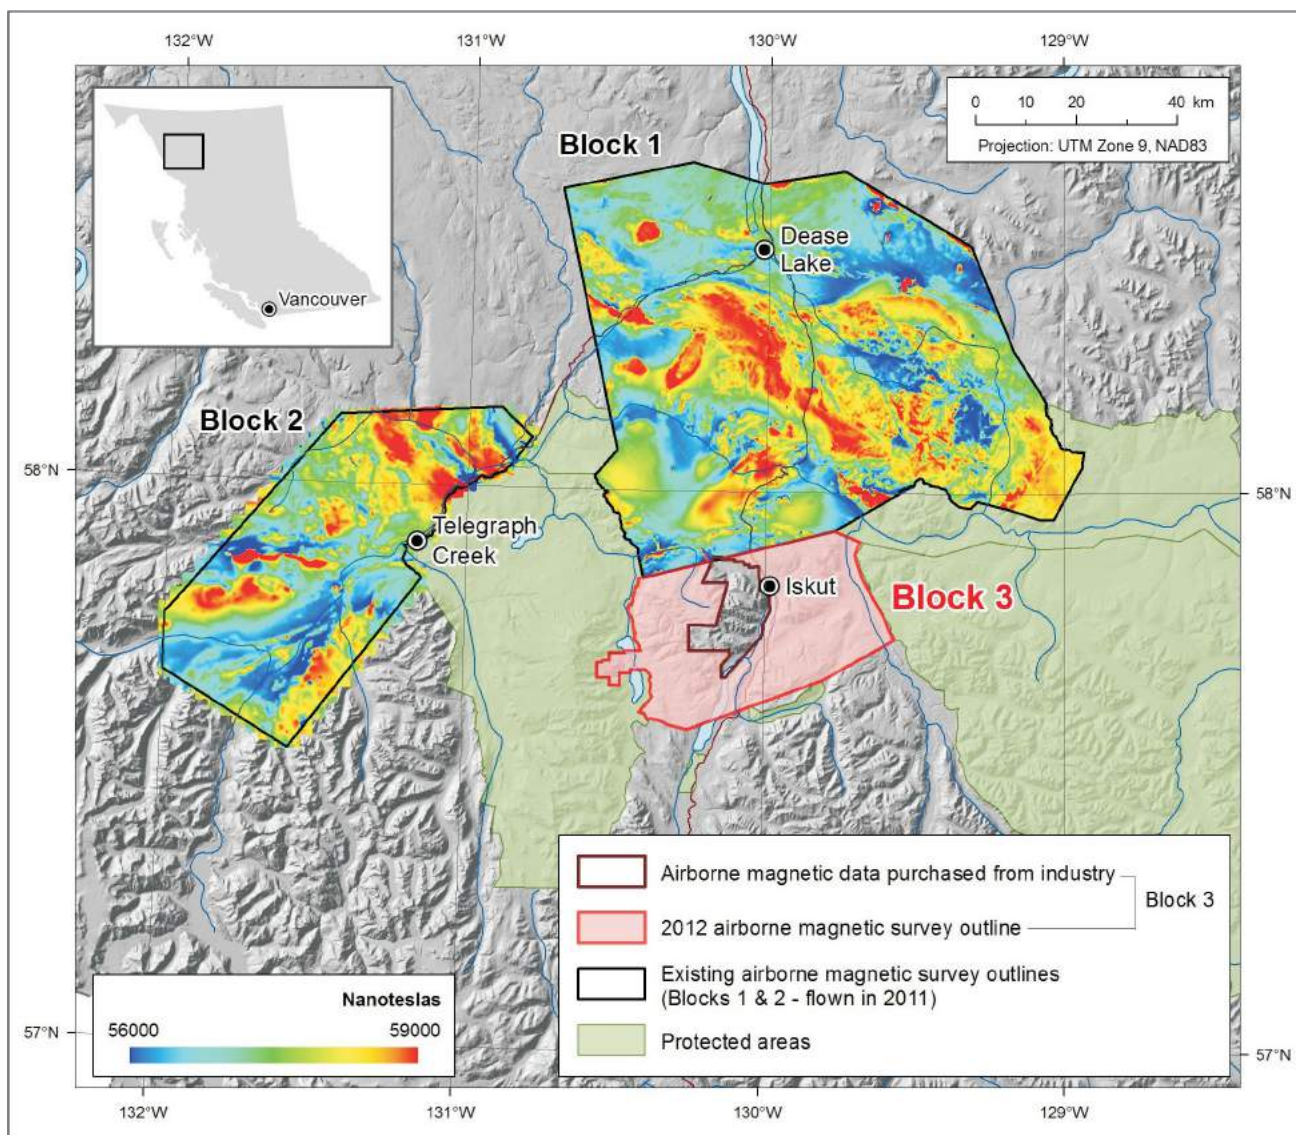 132°W
131°W
130°W
129°W
0 10 20 40 km
Projection: UTM Zone 9, NAD83
Vancouver
Block 1
Dease
Lake
Block 2
58°N
58°N
Telegraph
Creek
Iskut
Block 3
Airborne magnetic data purchased from industry
Block 3
2012 airborne magnetic survey outline
Existing airborne magnetic survey outlines
(Blocks 1 & 2 - flown in 2011)
Protected areas
Nanoteslas
56000 59000
57°N
57°N
132°W
131°W
130°W
129°W